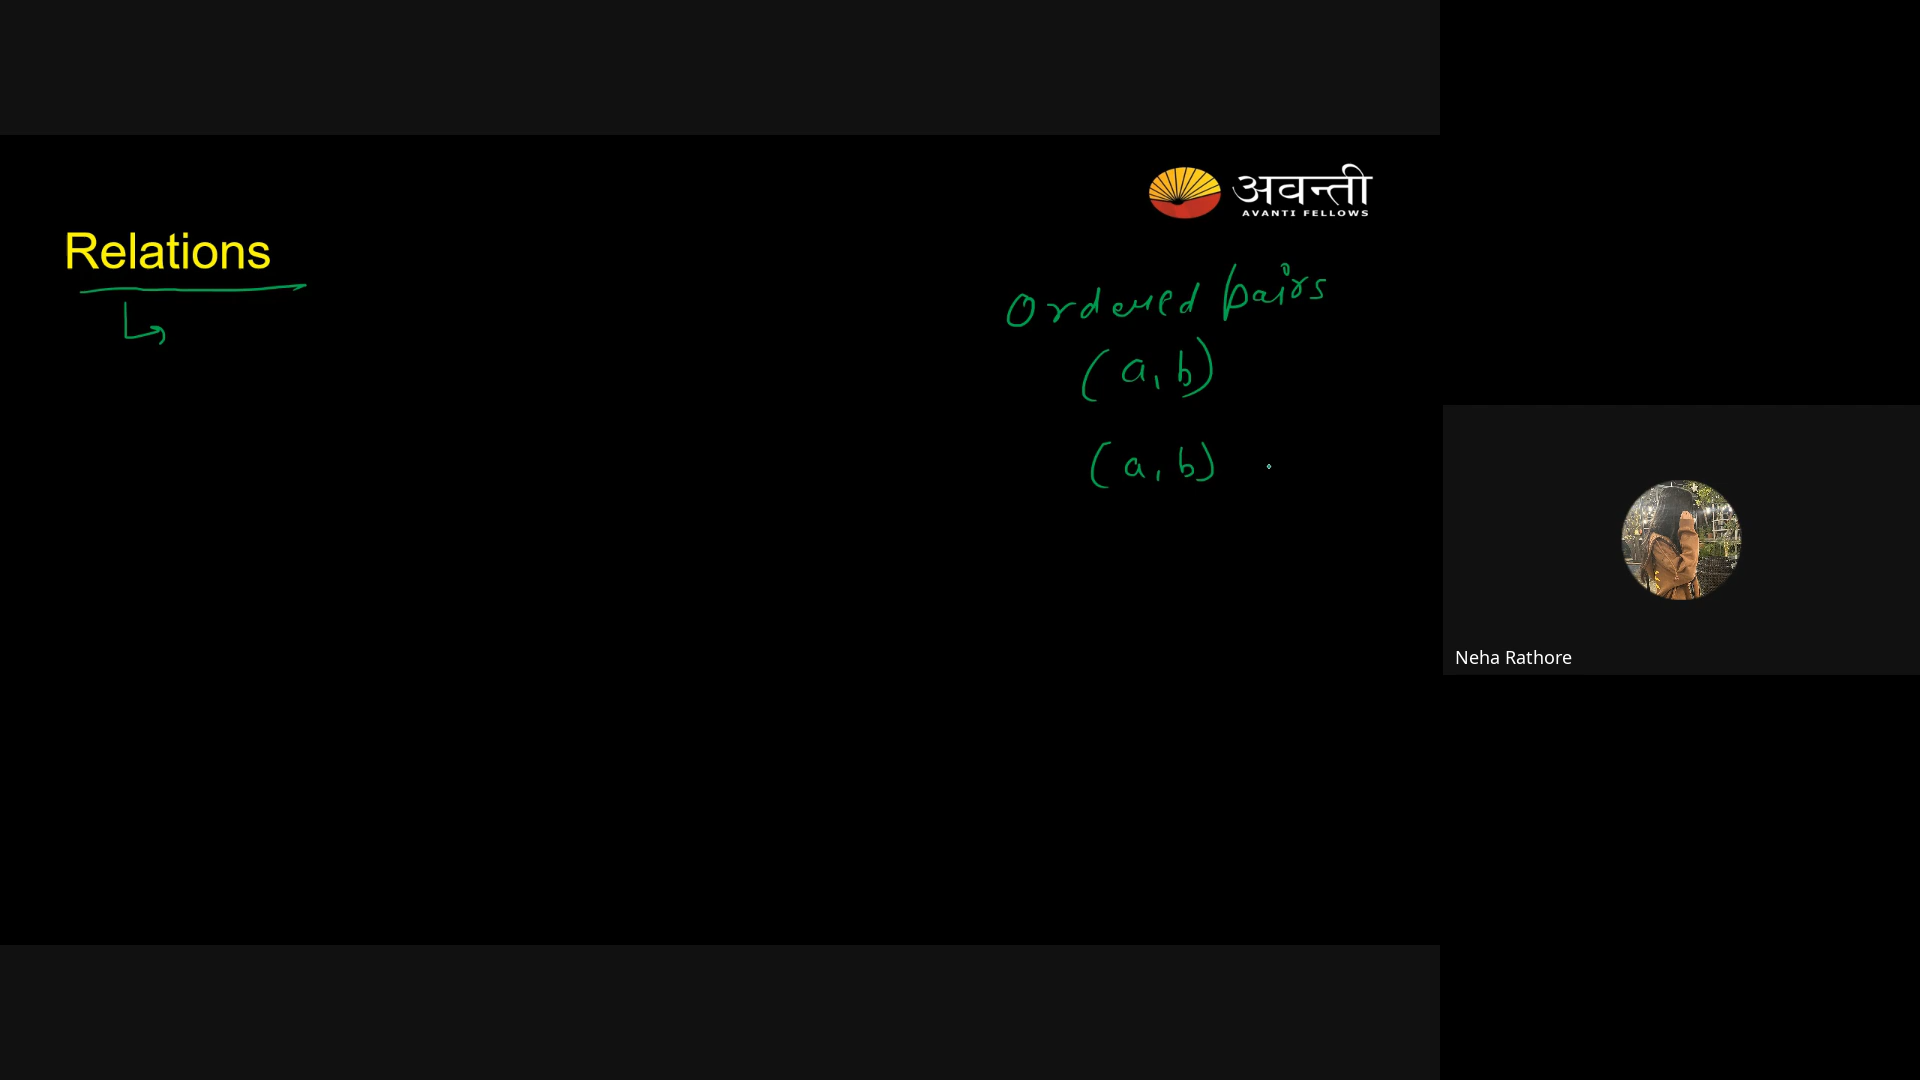 अवन्ती
AVANTI FELLOWS
Relations
Ordered pairs
(a, b)
(a, b)
Neha Rathore